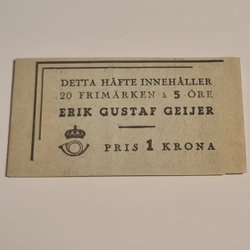 DETTA HÄFTE INNEHÅLLER
20 FRIMÄRKEN à 5 ÖRE
ERIK GUSTAF GEIJER
PRIS 1 KRONA